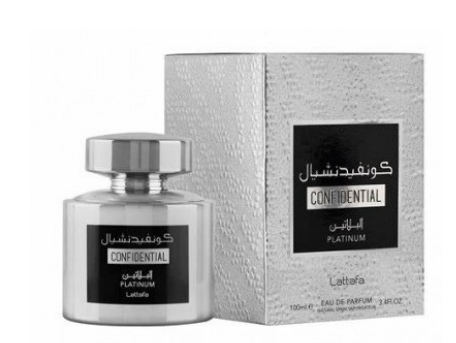 كونفيدنشيال
CONFIDENTIAL
البلاتين
PLATINUM
Lattafa
كونفيدنشيال
CONFIDENTIAL
البلاتين
PLATINUM
Lattafa
100ml e EAU DE PARFUM 3.4FL.OZ.